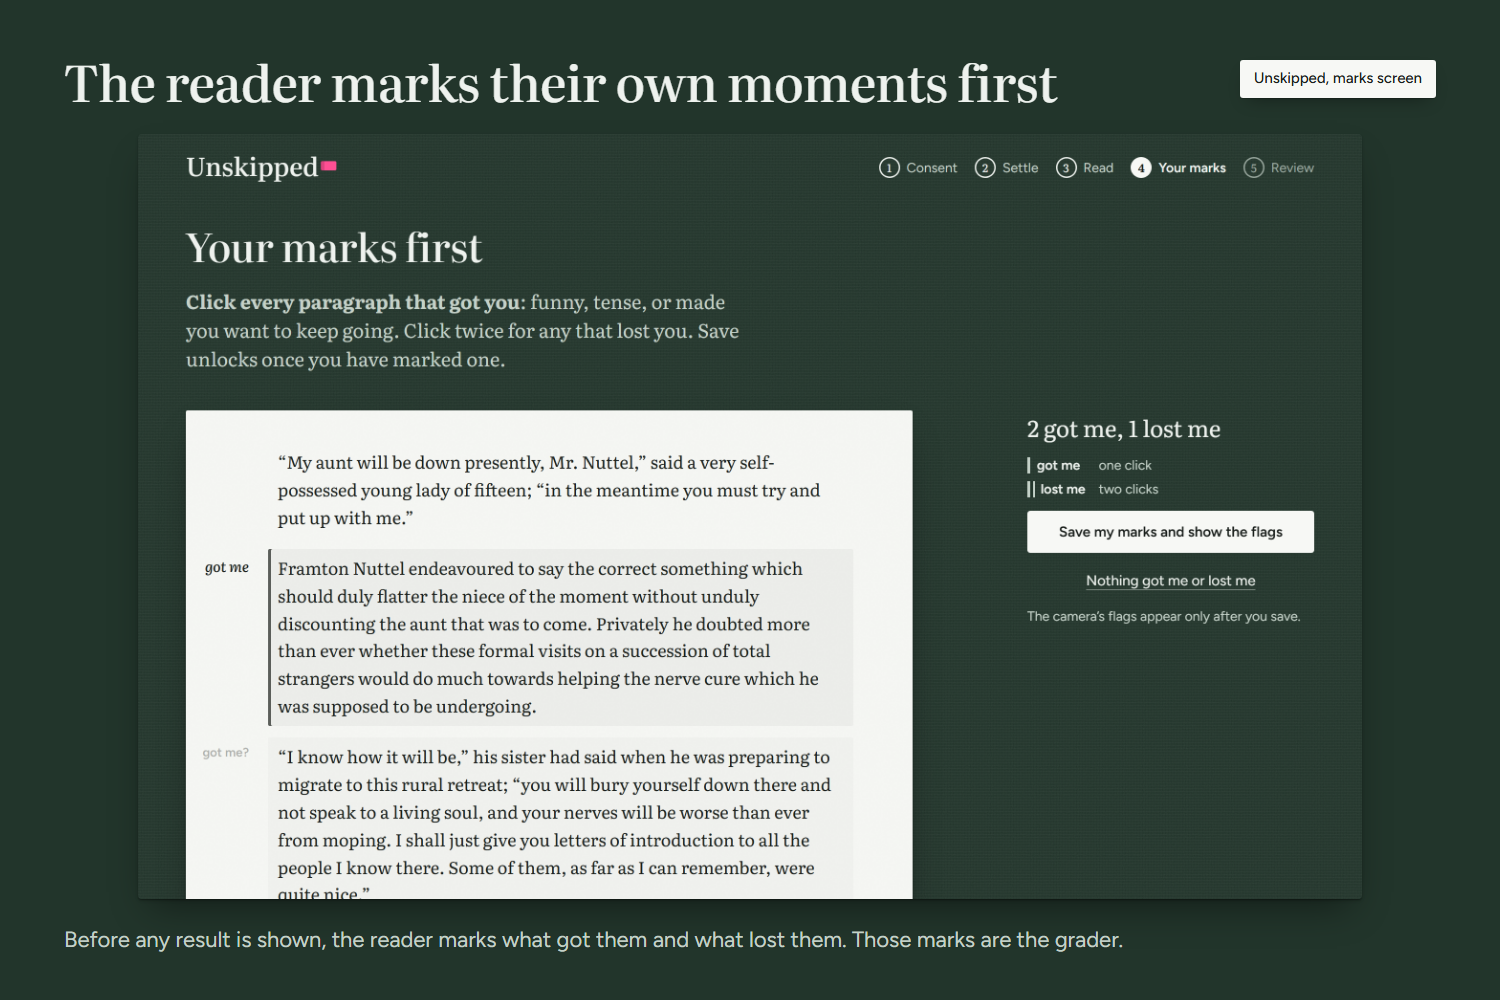 The reader marks their own moments first
Unskipped, marks screen
Unskipped
1 Consent 2 Settle 3 Read 4 Your marks 5 Review
Your marks first
Click every paragraph that got you: funny, tense, or made
you want to keep going. Click twice for any that lost you. Save
unlocks once you have marked one.
“My aunt will be down presently, Mr. Nuttel,” said a very self-
possessed young lady of fifteen; “in the meantime you must try and
put up with me.”
got me
Framton Nuttel endeavoured to say the correct something which
should duly flatter the niece of the moment without unduly
discounting the aunt that was to come. Privately he doubted more
than ever whether these formal visits on a succession of total
strangers would do much towards helping the nerve cure which he
was supposed to be undergoing.
got me?
“I know how it will be,” his sister had said when he was preparing to
migrate to this rural retreat; “you will bury yourself down there and
not speak to a living soul, and your nerves will be worse than ever
from moping. I shall just give you letters of introduction to all the
people I know there. Some of them, as far as I can remember, were
quite nice.”
2 got me, 1 lost me
got me one click
lost me two clicks
Save my marks and show the flags
Nothing got me or lost me
The camera’s flags appear only after you save.
Before any result is shown, the reader marks what got them and what lost them. Those marks are the grader.